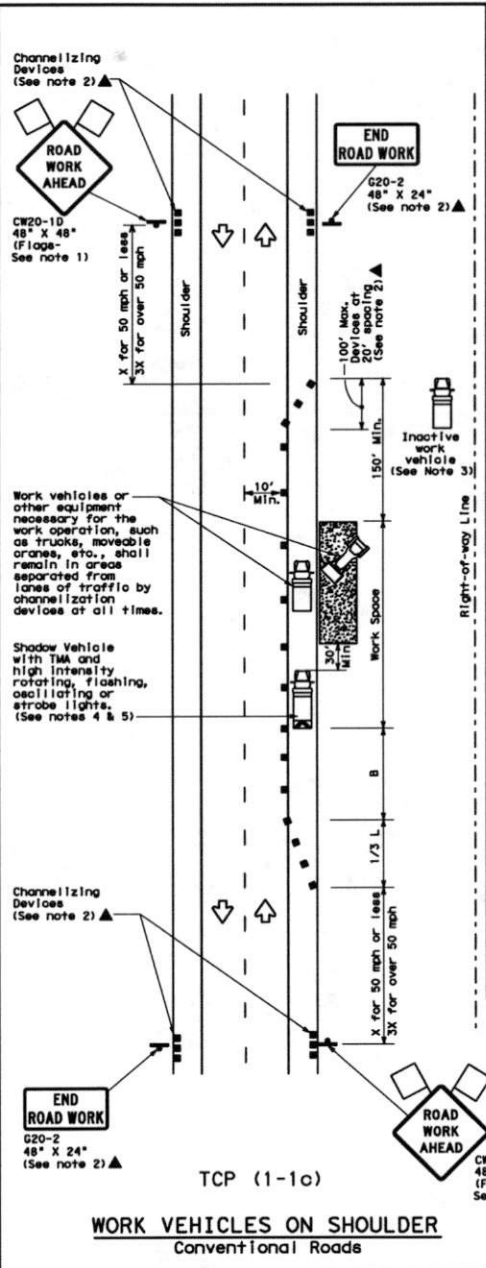 Channelizing
Devices
(See note 2)▲
ROAD
WORK
AHEAD
CW20-1D
48" X 48"
(Flags-
See note 1)
END
ROAD WORK
G20-2
48" X 24"
(See note 2)▲
X for 50 mph or less
3X for over 50 mph
Shoulder
Shoulder
100' Max.
Devices at
20' spacing
(See note 2)▲
150' Min.
Inactive
work
vehicle
(See Note 3)
Right-of-way Line
10'
Min.
Work vehicles or
other equipment
necessary for the
work operation, such
as trucks, moveable
cranes, etc., shall
remain in areas
separated from
lanes of traffic by
channelization
devices at all times.
Work Space
30'
Min.
Shadow Vehicle
with TMA and
high intensity
rotating, flashing,
oscillating or
strobe lights.
(See notes 4 & 5)
B
1/3 L
Channelizing
Devices
(See note 2)▲
X for 50 mph or less
3X for over 50 mph
END
ROAD WORK
G20-2
48" X 24"
(See note 2)▲
ROAD
WORK
AHEAD
CW
48
(F
Se
TCP (1-1c)
WORK VEHICLES ON SHOULDER
Conventional Roads